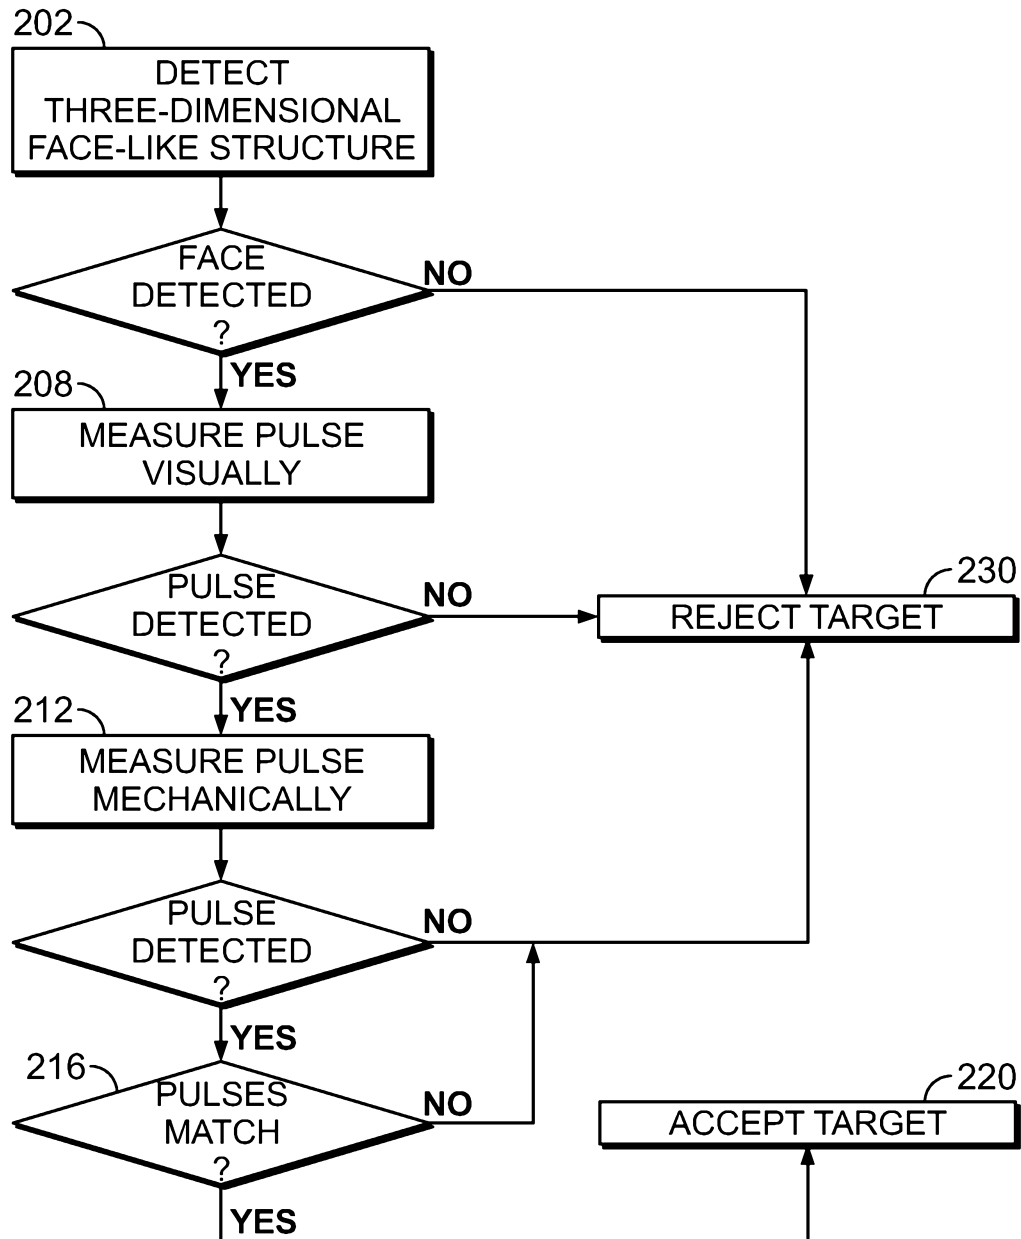 202
DETECT
THREE-DIMENSIONAL
FACE-LIKE STRUCTURE
FACE
DETECTED
?
NO
YES
208
MEASURE PULSE
VISUALLY
PULSE
DETECTED
?
NO
230
REJECT TARGET
YES
212
MEASURE PULSE
MECHANICALLY
PULSE
DETECTED
?
NO
YES
216
PULSES
MATCH
?
NO
220
ACCEPT TARGET
YES